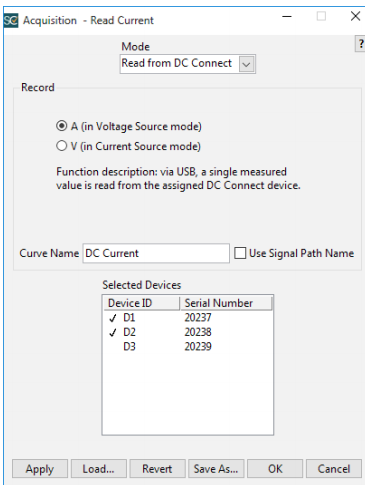 SC Acquisition - Read Current
?
Mode
Read from DC Connect
Record
A (in Voltage Source mode)
V (in Current Source mode)
Function description: via USB, a single measured
value is read from the assigned DC Connect device.
Curve Name DC Current Use Signal Path Name
Selected Devices
Device ID Serial Number
✓ D1 20237
✓ D2 20238
D3 20239
Apply Load... Revert Save As... OK Cancel